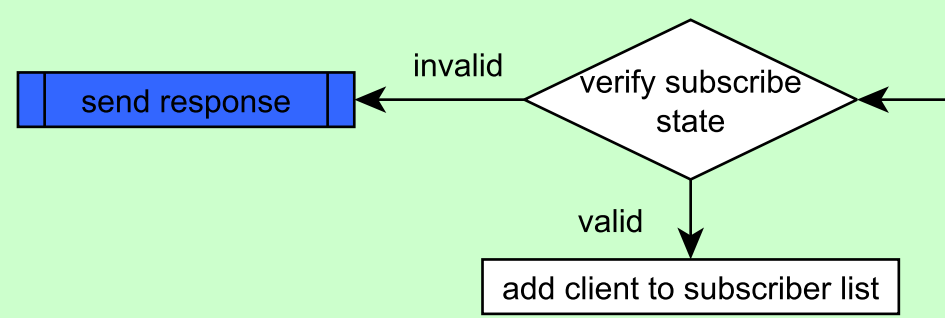 invalid
send response
verify subscribe
state
valid
add client to subscriber list